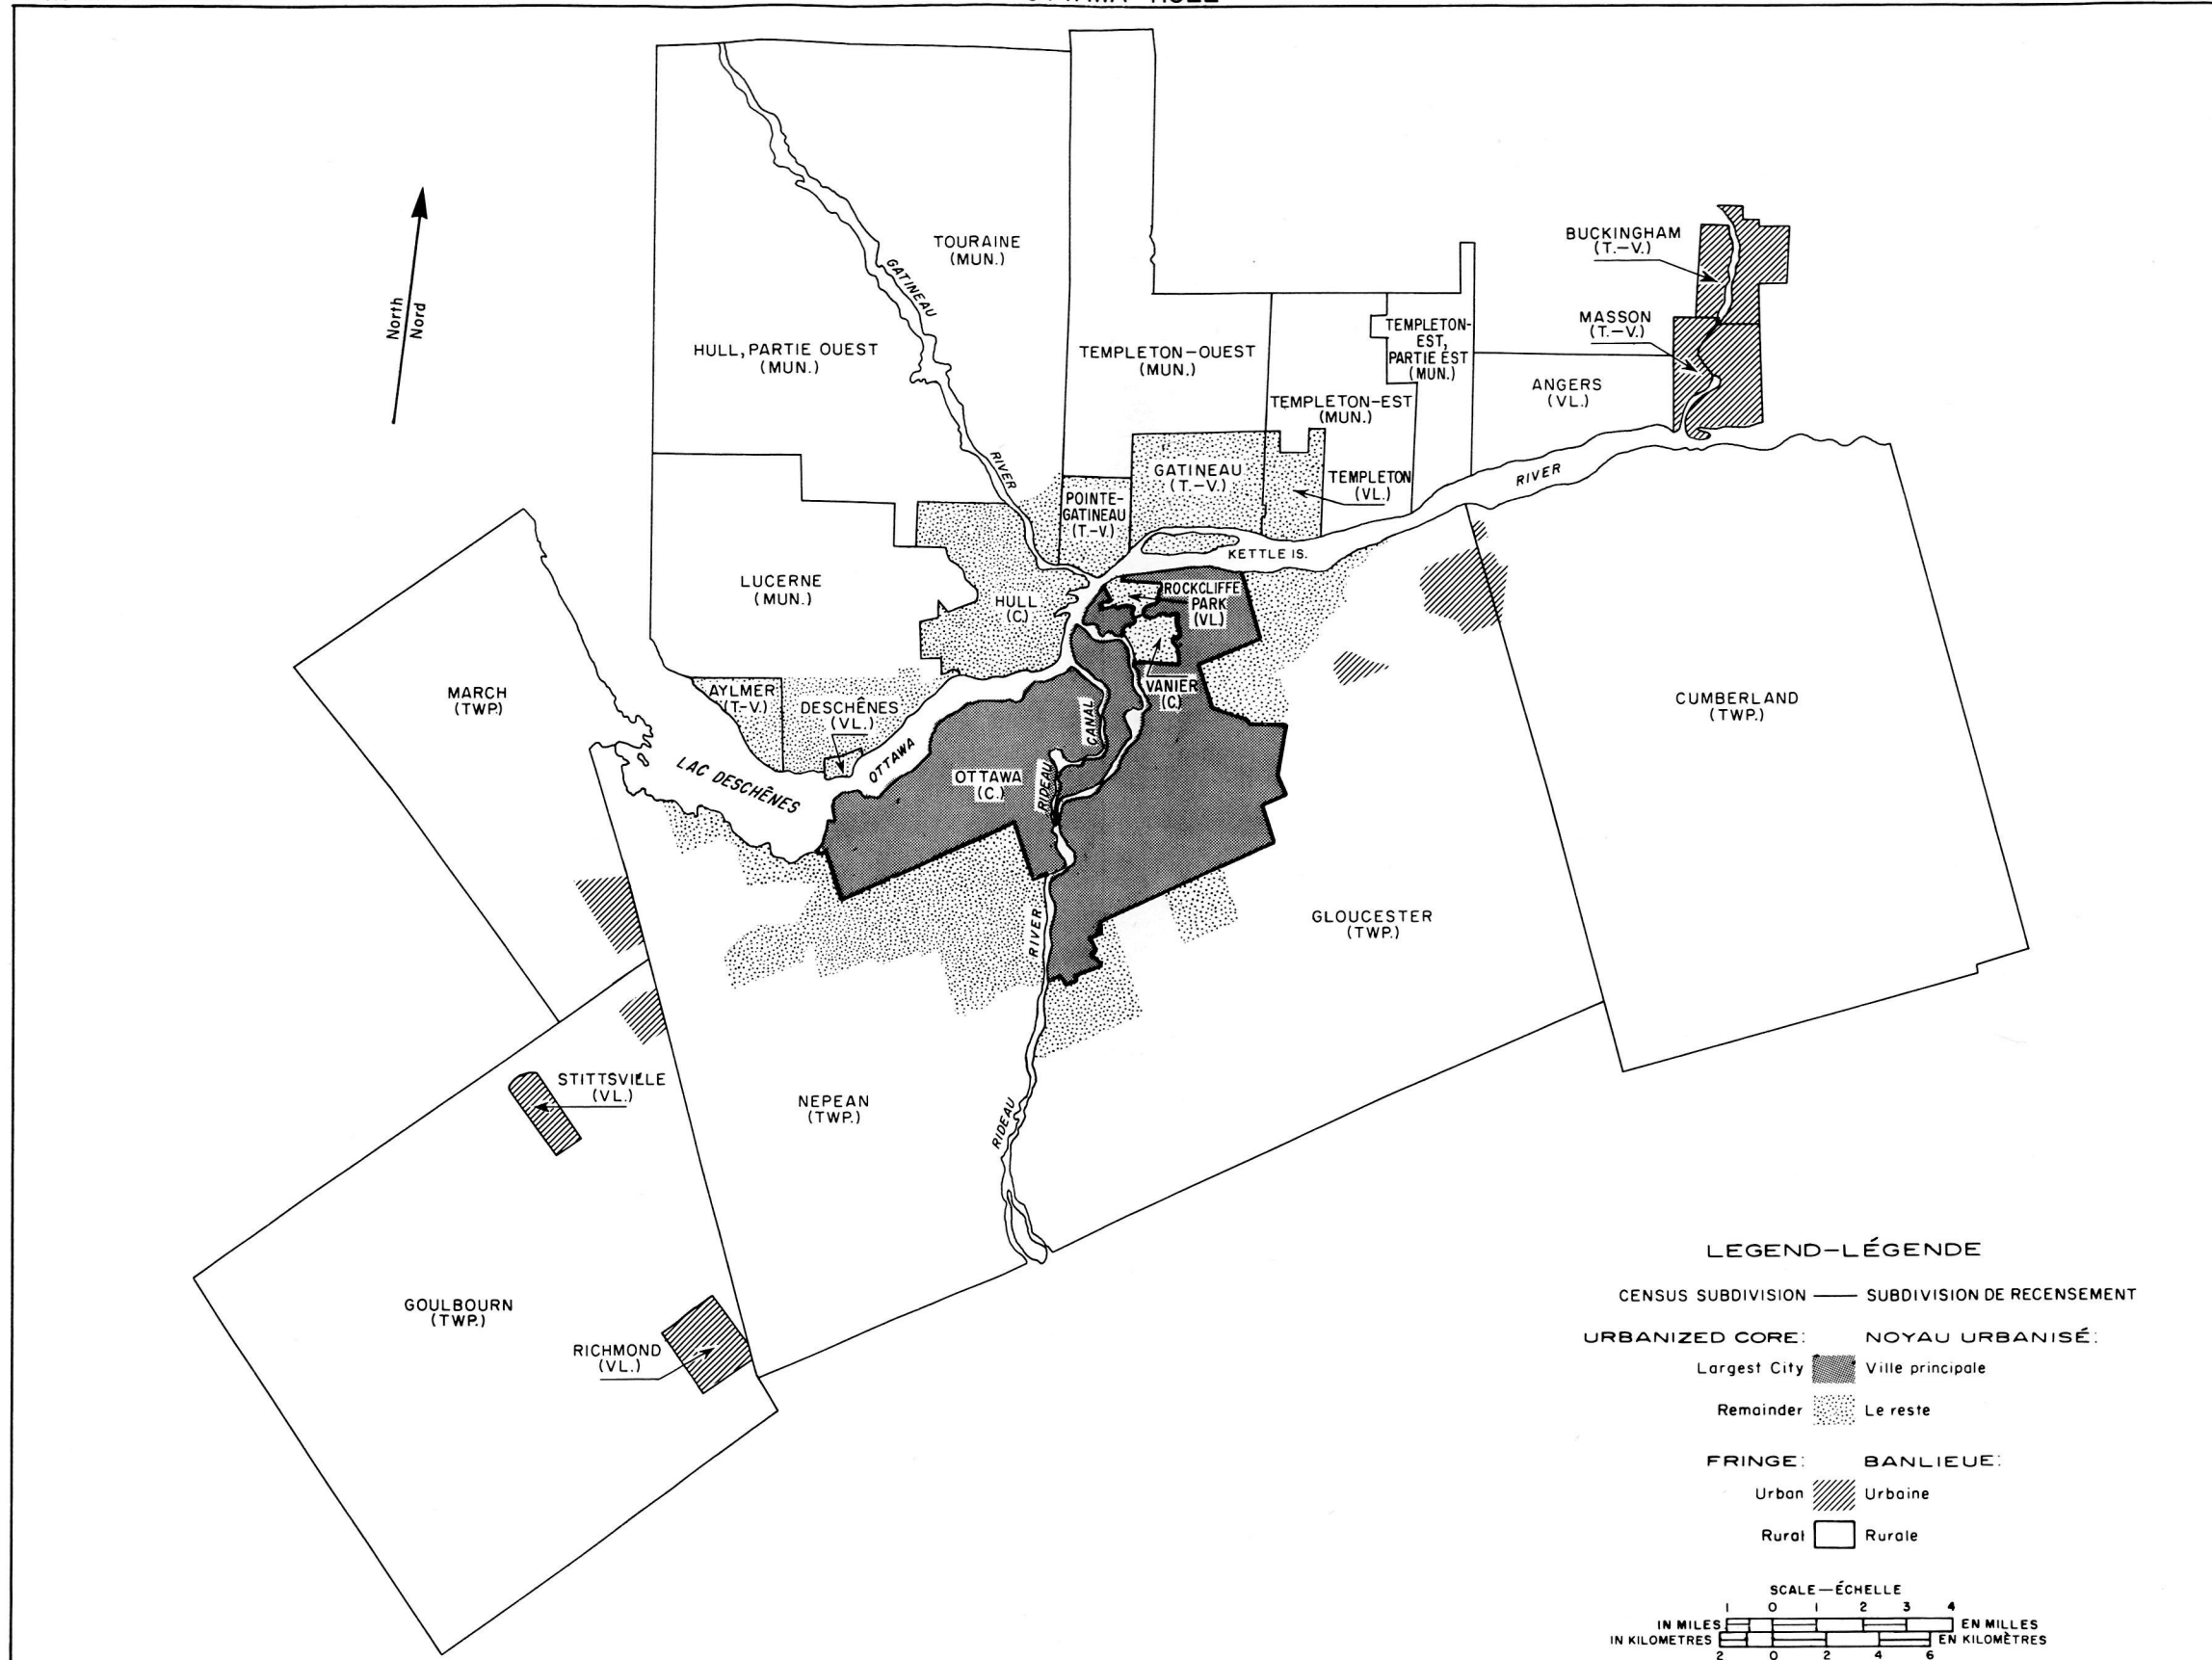 TOURAINE
(MUN.)
GATINEAU
RIVER
HULL, PARTIE OUEST
(MUN.)
TEMPLETON-OUEST
(MUN.)
TEMPLETON-
EST,
PARTIE EST
(MUN.)
TEMPLETON-EST
(MUN.)
BUCKINGHAM
(T.-V.)
MASSON
(T.-V.)
ANGERS
(VL.)
North
Nord
GATINEAU
(T.-V.)
TEMPLETON
(VL.)
POINTE-
GATINEAU
(T.-V.)
RIVER
KETTLE IS.
LUCERNE
(MUN.)
HULL
(C.)
ROCKCLIFFE
PARK
(VL.)
VANIER
(C.)
MARCH
(TWP.)
AYLMER
(T.-V.)
DESCHÊNES
(VL.)
LAC DESCHÊNES
OTTAWA
OTTAWA
(C.)
CANAL
RIDEAU
CUMBERLAND
(TWP.)
GLOUCESTER
(TWP.)
RIVER
RIDEAU
STITTSVILLE
(VL.)
NEPEAN
(TWP.)
GOULBOURN
(TWP.)
RICHMOND
(VL.)
LEGEND-LÉGENDE
CENSUS SUBDIVISION — SUBDIVISION DE RECENSEMENT
URBANIZED CORE: NOYAU URBANISÉ:
Largest City Ville principale
Remainder Le reste
FRINGE: BANLIEUE:
Urban Urbaine
Rural Rurale
SCALE—ÉCHELLE
1 0 1 2 3 4
IN MILES EN MILLES
IN KILOMETRES EN KILOMÈTRES
2 0 2 4 6